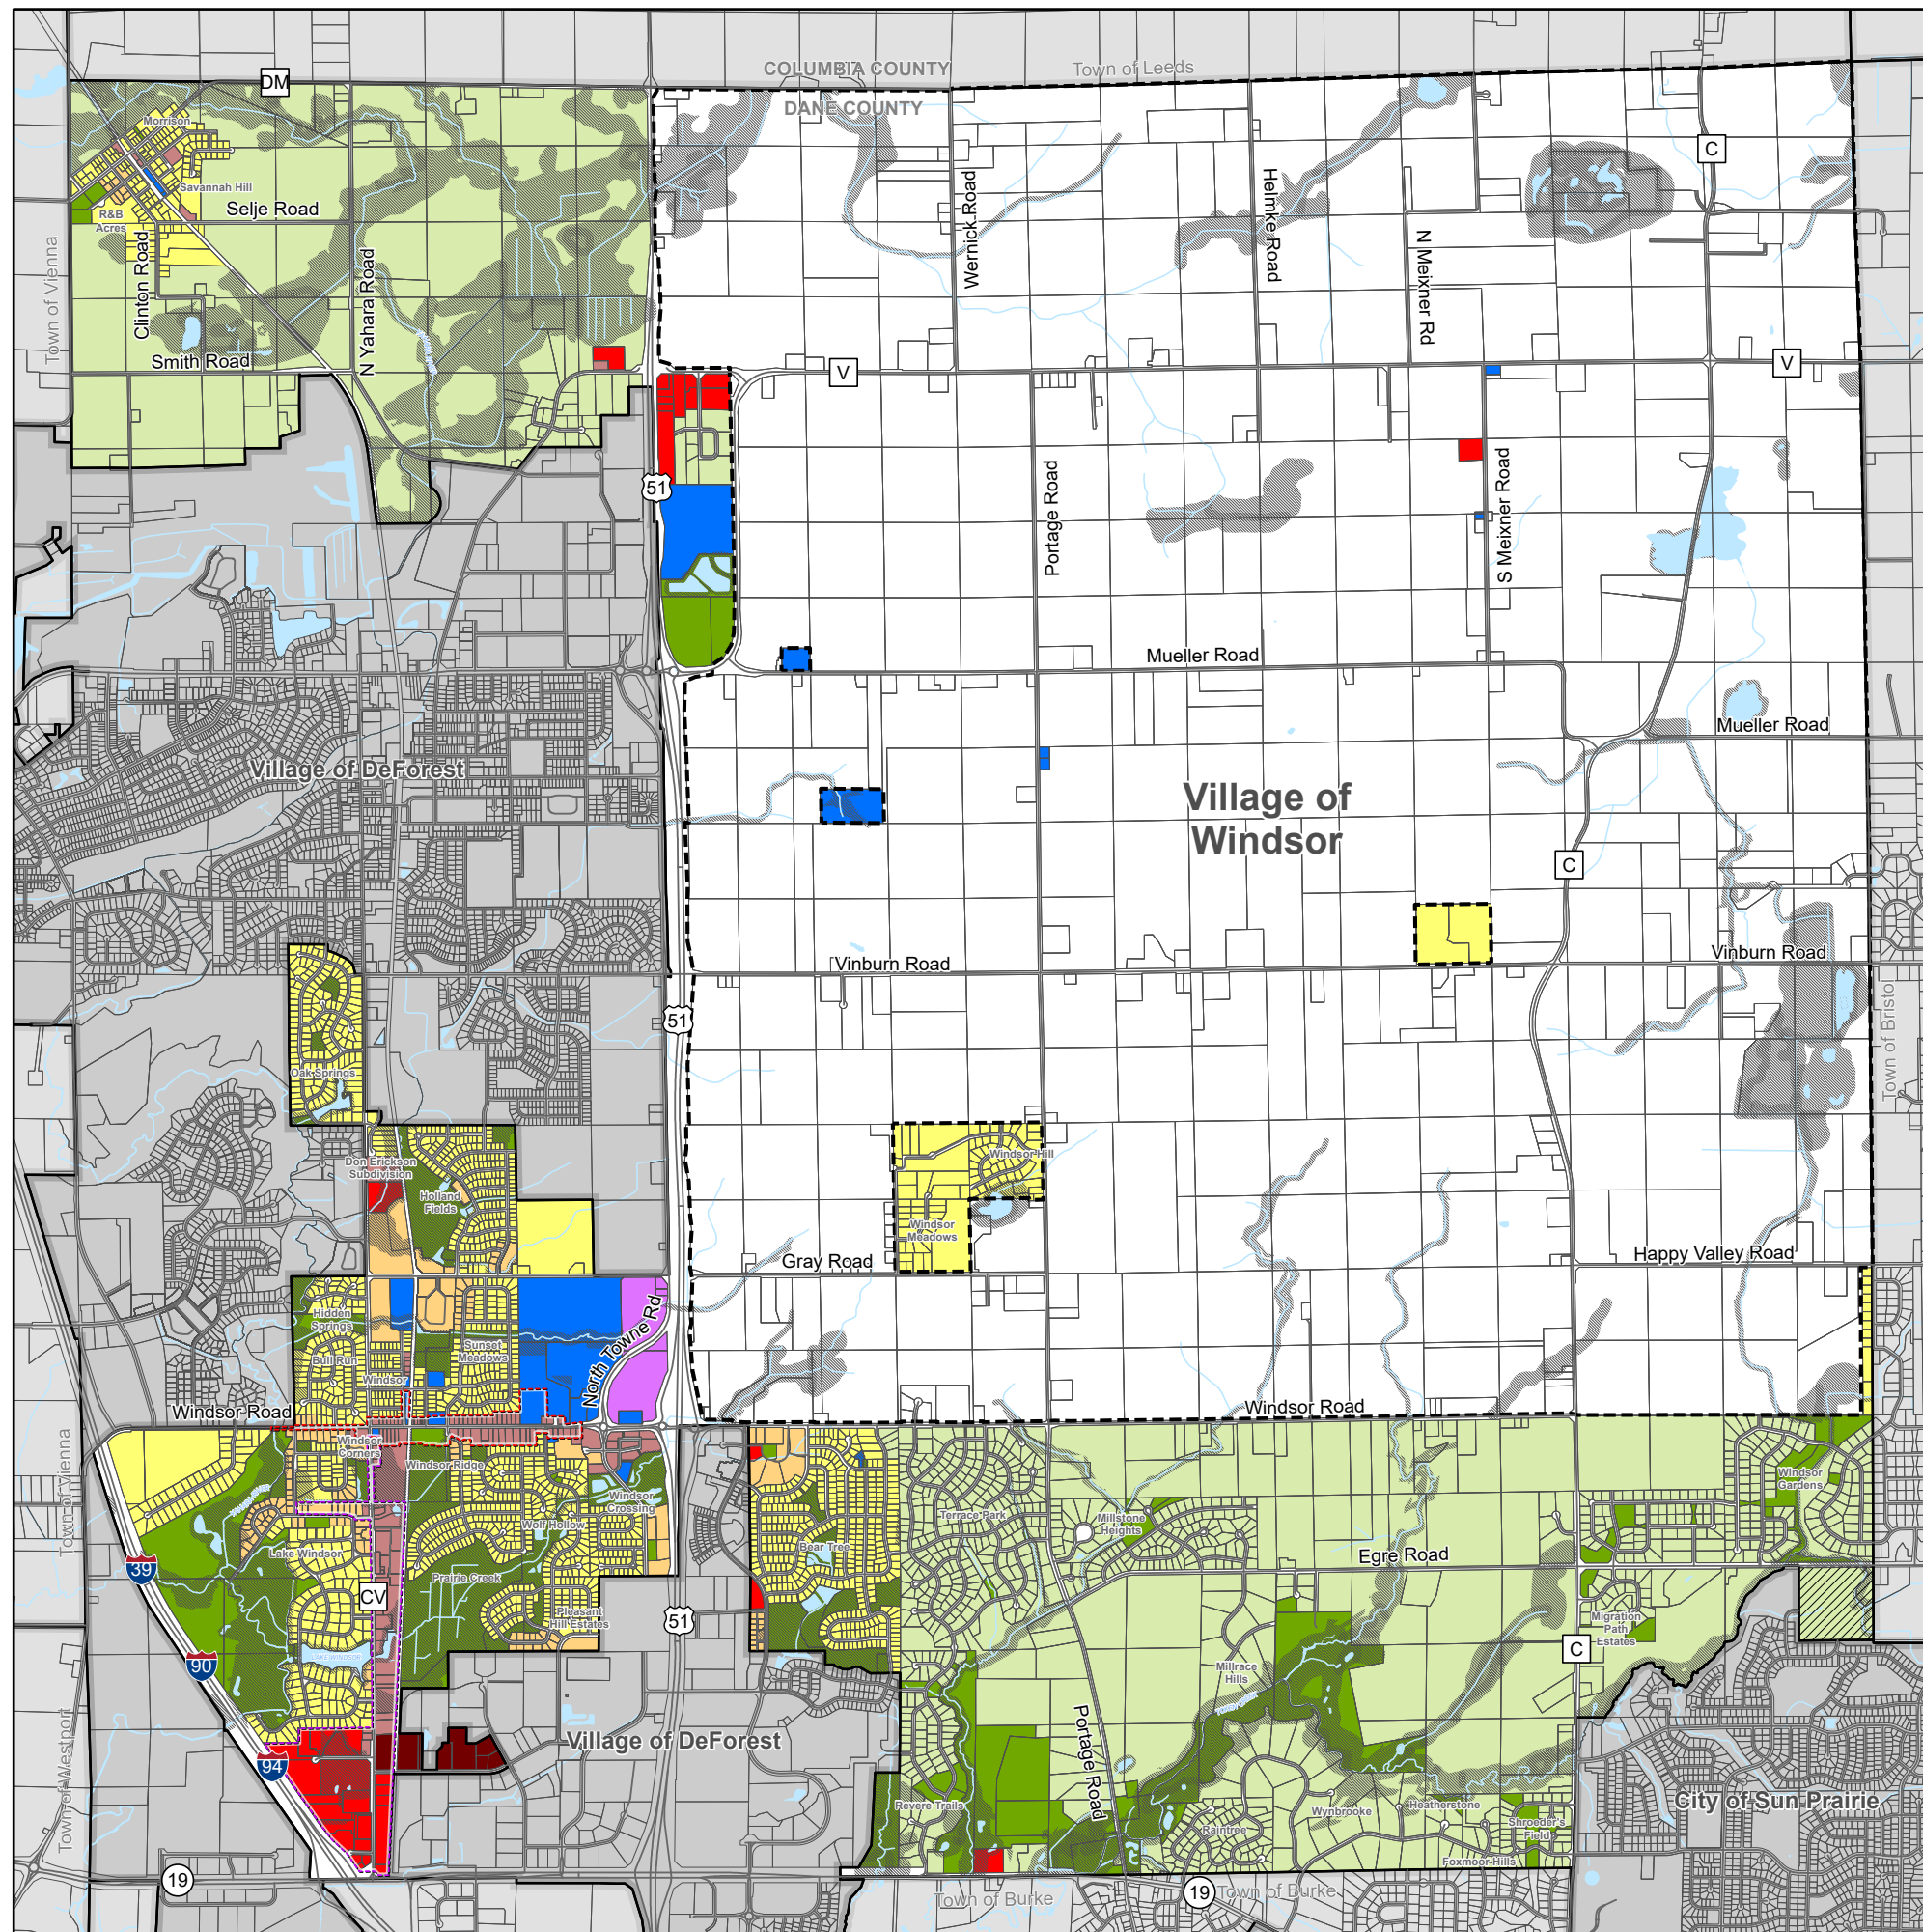 COLUMBIA COUNTY
Town of Leeds
DM
DANE COUNTY
Morrison
C
Savannah Hill
Selje Road
R&B
Acres
Wernick Road
Helmke Road
N Meixner Rd
Town of Vienna
Clinton Road
N Yahara Road
Smith Road
V
V
51
Portage Road
S Meixner Road
Mueller Road
Mueller Road
Village of DeForest
Village of
Windsor
C
Vinburn Road
Vinburn Road
51
Town of Bristol
Oak Springs
Don Erickson
Subdivision
Windsor Hill
Holland
Fields
Windsor
Meadows
Gray Road
Happy Valley Road
Hidden
Springs
North Towne Rd
Sunset
Meadows
Bull Run
Windsor
Windsor Road
Windsor Road
Windsor
Corners
Windsor Ridge
Town of Vienna
Windsor
Gardens
Windsor
Crossing
Terrace Park
Millstone
Heights
Wolf Hollow
Bear Tree
Lake Windsor
Egre Road
39
Prairie Creek
CV
Pleasant
Hill Estates
51
Migration
Path
Estates
C
LAKE WINDSOR
90
Millrace
Hills
Town of Westport
Portage Road
Village of DeForest
94
City of Sun Prairie
Revere Trails
Wynbrooke
Heatherstone
Raintree
Shroeder's
Field
Foxmoor Hills
19
19
Town of Burke
Town of Burke